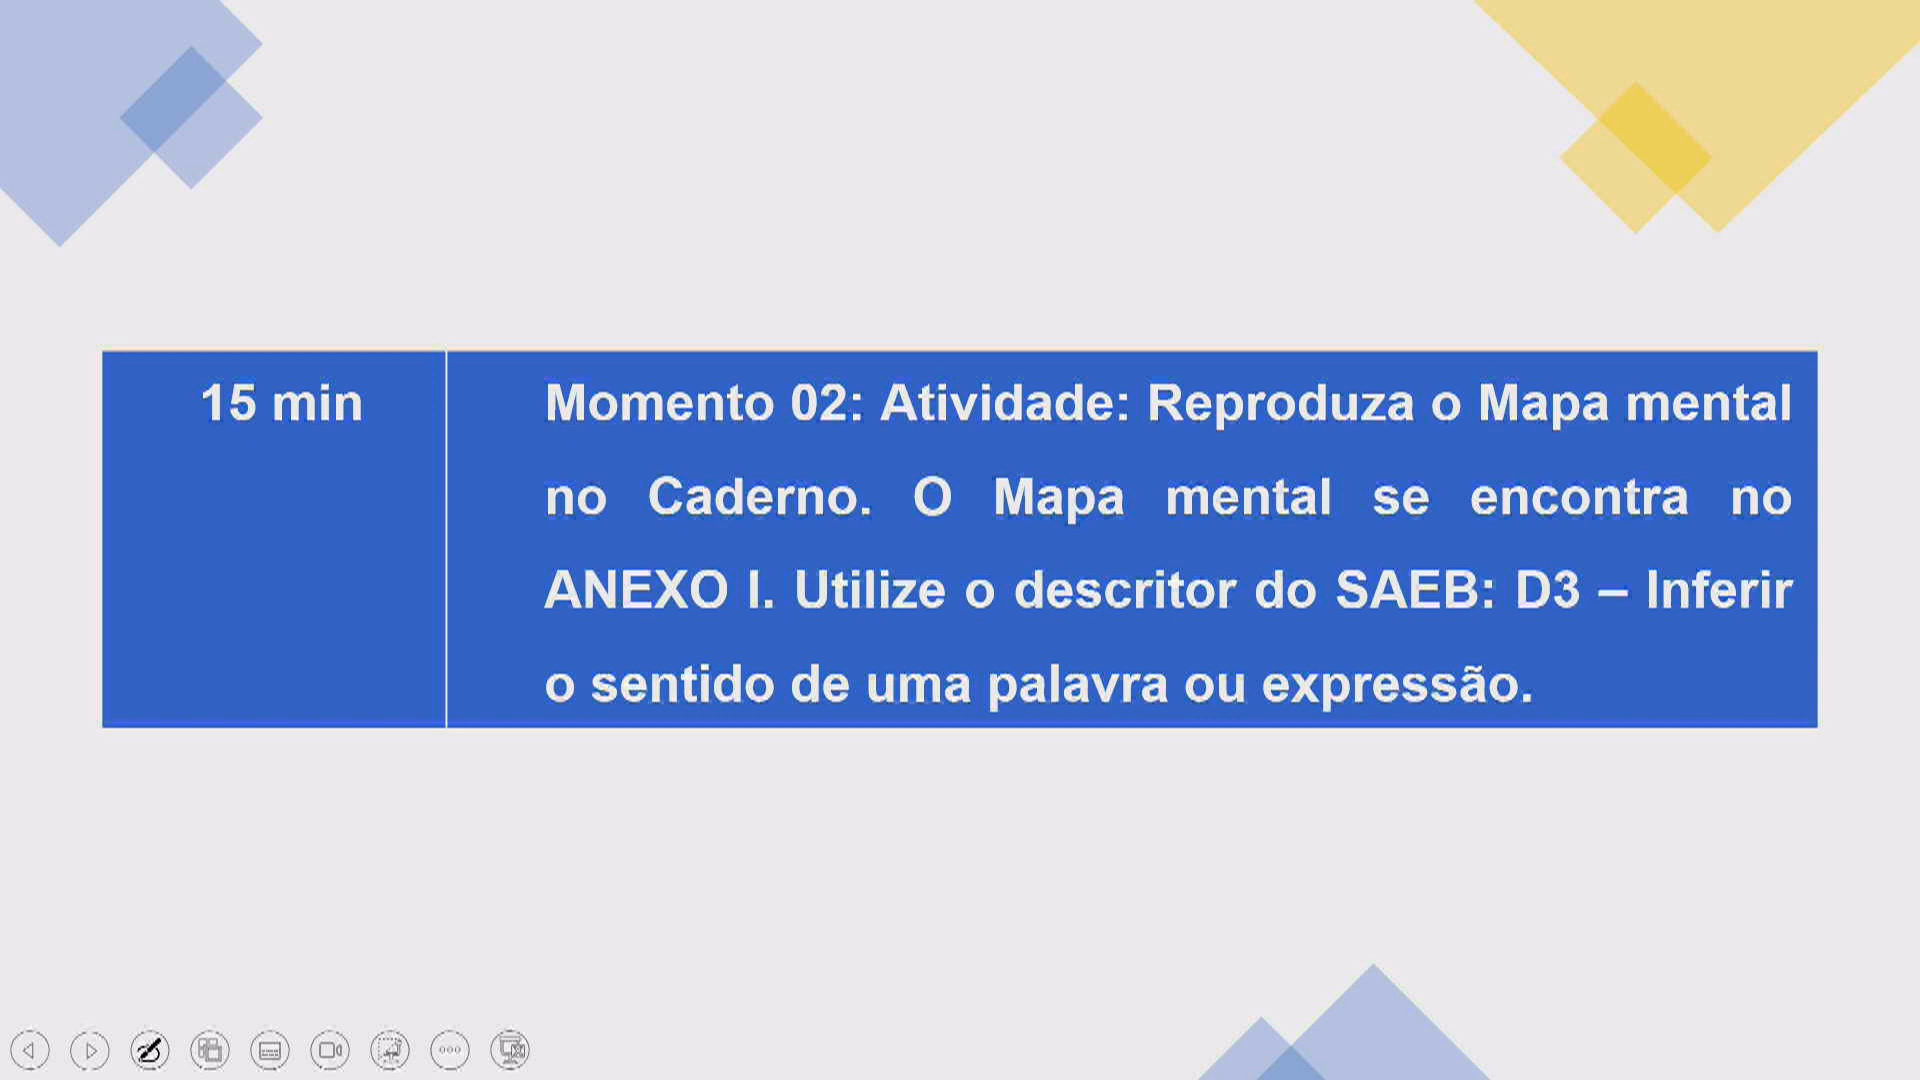 15 min
Momento 02: Atividade: Reproduza o Mapa mental
no Caderno. O Mapa mental se encontra no
ANEXO I. Utilize o descritor do SAEB: D3 – Inferir
o sentido de uma palavra ou expressão.